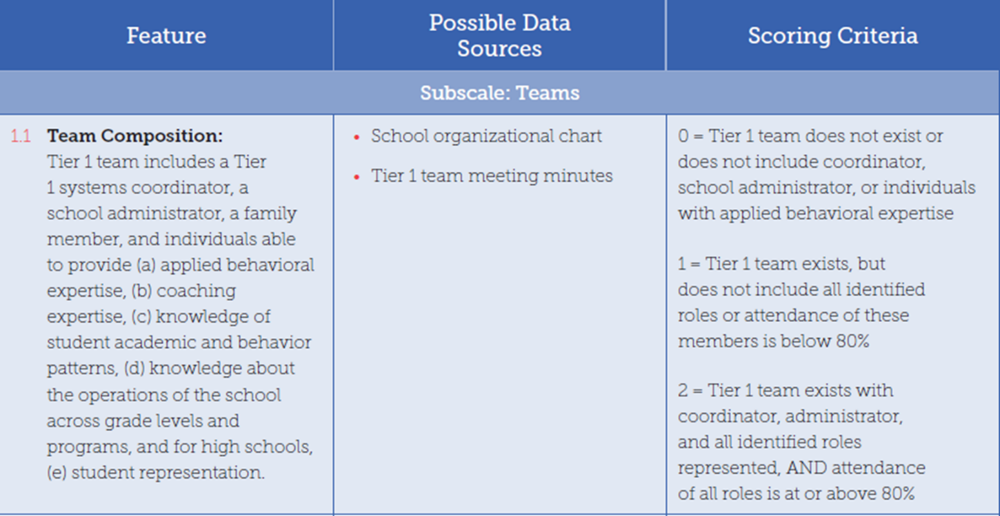 Feature
Possible Data
Sources
Scoring Criteria
Subscale: Teams
1.1 Team Composition:
Tier 1 team includes a Tier
1 systems coordinator, a
school administrator, a family
member, and individuals able
to provide (a) applied behavioral
expertise, (b) coaching
expertise, (c) knowledge of
student academic and behavior
patterns, (d) knowledge about
the operations of the school
across grade levels and
programs, and for high schools,
(e) student representation.
• School organizational chart
• Tier 1 team meeting minutes
0 = Tier 1 team does not exist or
does not include coordinator,
school administrator, or individuals
with applied behavioral expertise
1 = Tier 1 team exists, but
does not include all identified
roles or attendance of these
members is below 80%
2 = Tier 1 team exists with
coordinator, administrator,
and all identified roles
represented, AND attendance
of all roles is at or above 80%